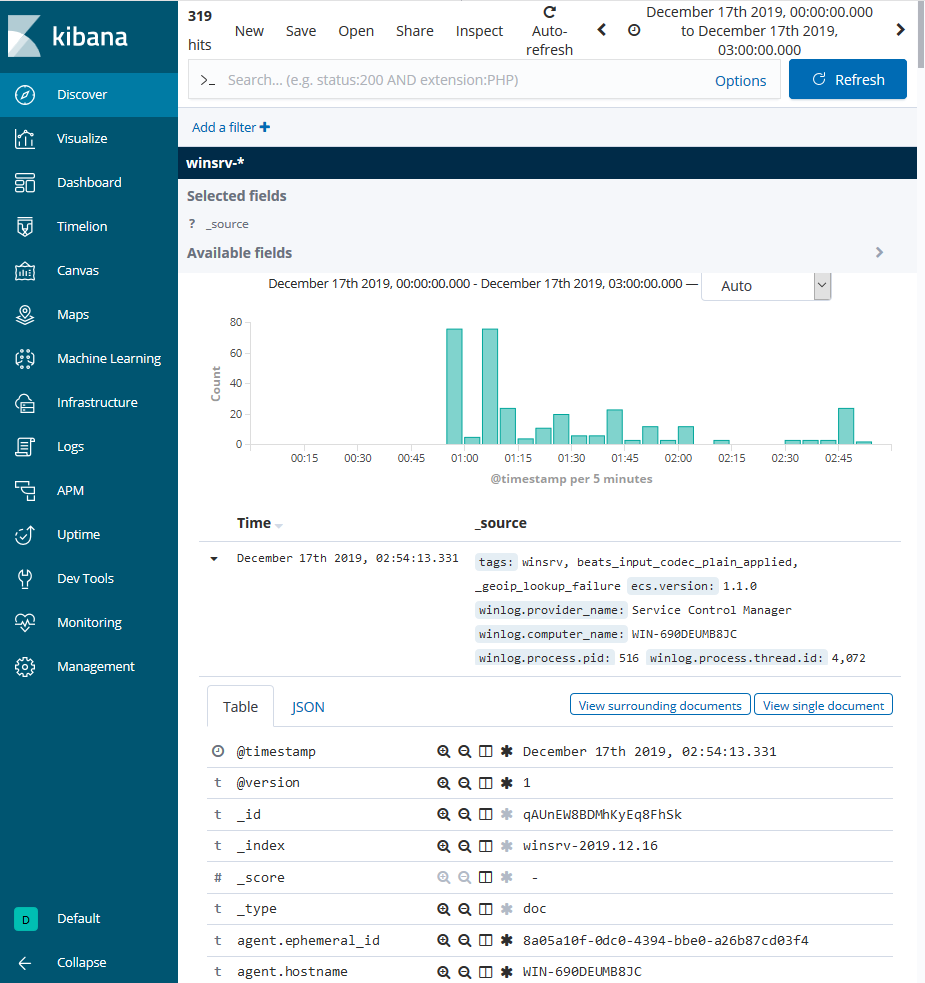 kibana
Discover
Visualize
Dashboard
Timelion
Canvas
Maps
Machine Learning
Infrastructure
Logs
APM
Uptime
Dev Tools
Monitoring
Management
D Default
Collapse
319
hits
New Save Open Share Inspect
Auto-
refresh
December 17th 2019, 00:00:00.000
to December 17th 2019,
03:00:00.000
>_ Search... (e.g. status:200 AND extension:PHP) Options
Refresh
Add a filter +
winsrv-*
Selected fields
? _source
Available fields
December 17th 2019, 00:00:00.000 - December 17th 2019, 03:00:00.000 — Auto
80
60
40
20
0
Count
00:15 00:30 00:45 01:00 01:15 01:30 01:45 02:00 02:15 02:30 02:45
@timestamp per 5 minutes
Time _source
December 17th 2019, 02:54:13.331
tags: winsrv, beats_input_codec_plain_applied,
_geoip_lookup_failure ecs.version: 1.1.0
winlog.provider_name: Service Control Manager
winlog.computer_name: WIN-690DEUMB8JC
winlog.process.pid: 516 winlog.process.thread.id: 4,072
Table JSON View surrounding documents View single document
@timestamp December 17th 2019, 02:54:13.331
t @version 1
t _id qAUnEW8BDMhKyEq8FhSk
t _index winsrv-2019.12.16
# _score -
t _type doc
t agent.ephemeral_id 8a05a10f-0dc0-4394-bbe0-a26b87cd03f4
t agent.hostname WIN-690DEUMB8JC